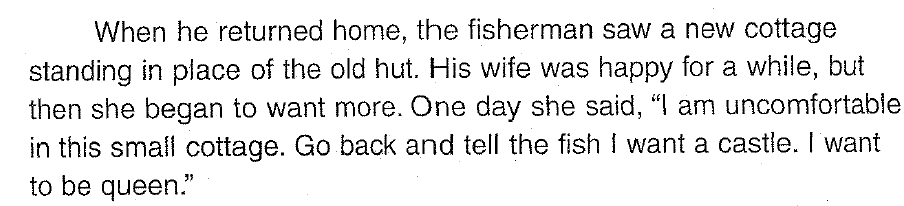 When he returned home, the fisherman saw a new cottage
standing in place of the old hut. His wife was happy for a while, but
then she began to want more. One day she said, “I am uncomfortable
in this small cottage. Go back and tell the fish I want a castle. I want
to be queen.”